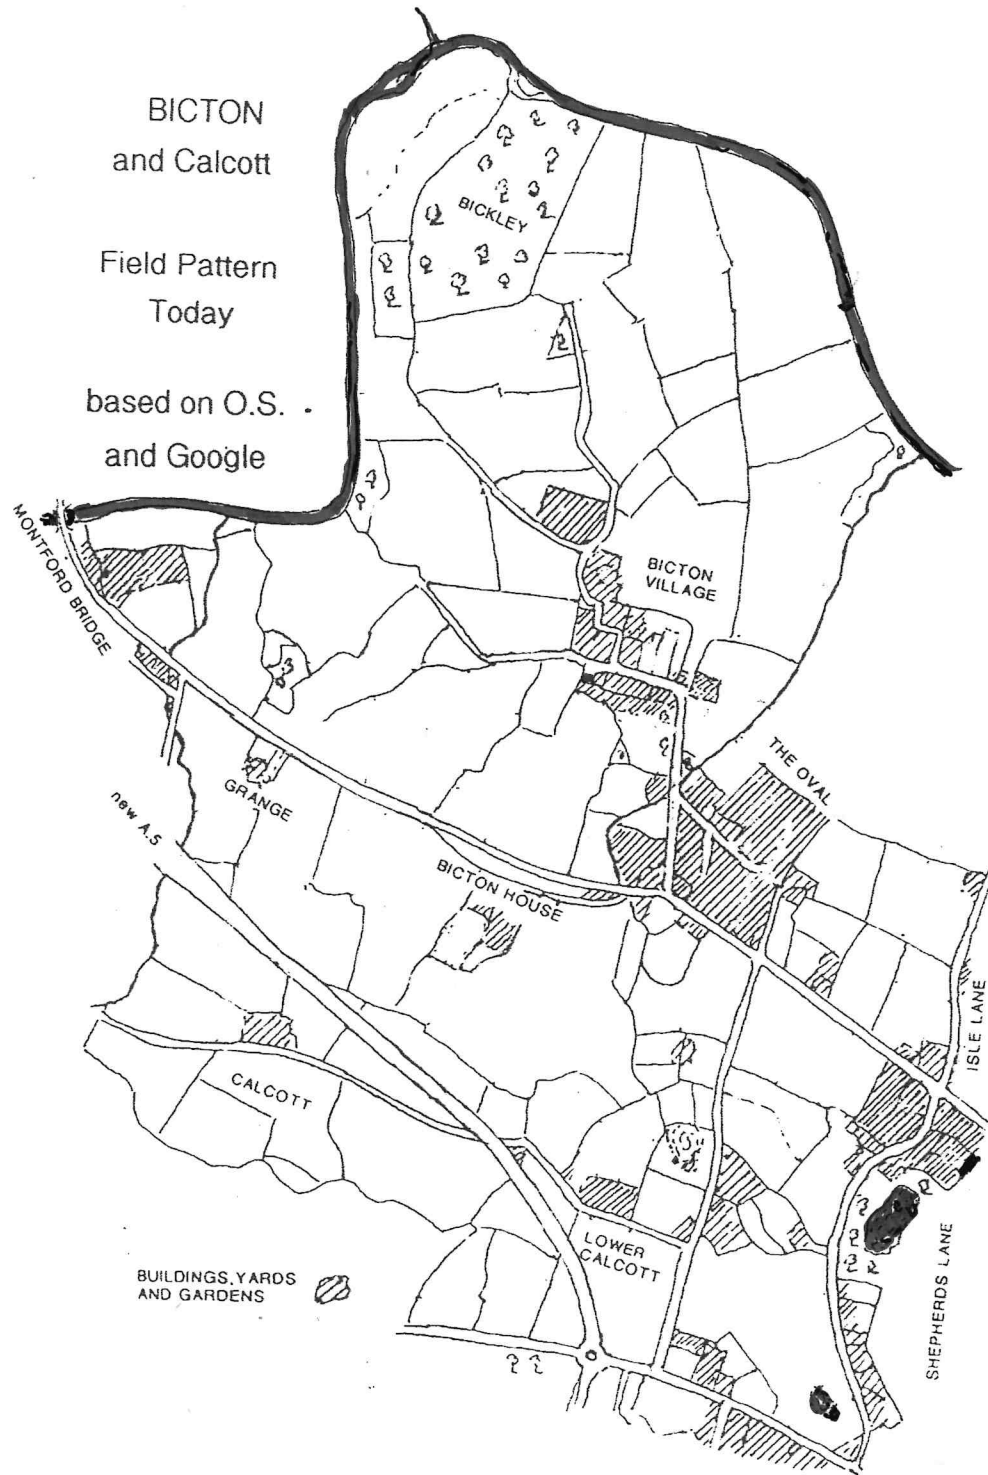 BICTON
and Calcott
Field Pattern
Today
based on O.S.
and Google
BICKLEY
MONTFORD BRIDGE
BICTON
VILLAGE
THE OVAL
GRANGE
new A.5
BICTON HOUSE
ISLE LANE
CALCOTT
LOWER
CALCOTT
SHEPHERDS LANE
BUILDINGS, YARDS
AND GARDENS